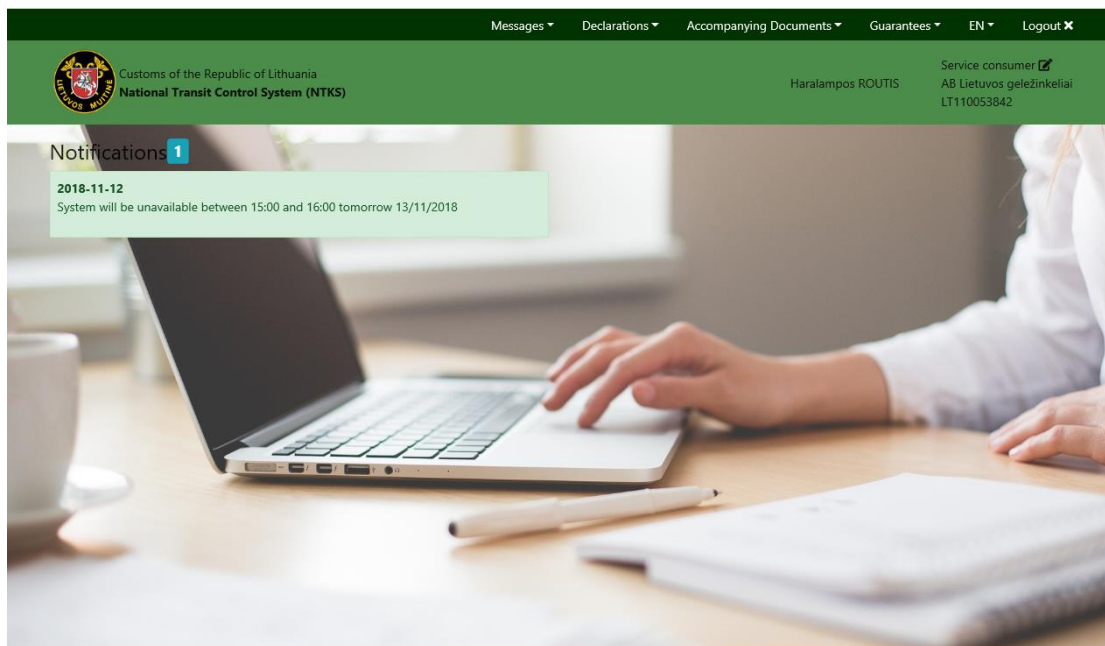 Messages
Declarations
Accompanying Documents
Guarantees
EN
Logout
LIETUVOS MUITINĖ
Customs of the Republic of Lithuania
National Transit Control System (NTKS)
Haralampos ROUTIS
Service consumer
AB Lietuvos geležinkeliai
LT110053842
Notifications 1
2018-11-12
System will be unavailable between 15:00 and 16:00 tomorrow 13/11/2018